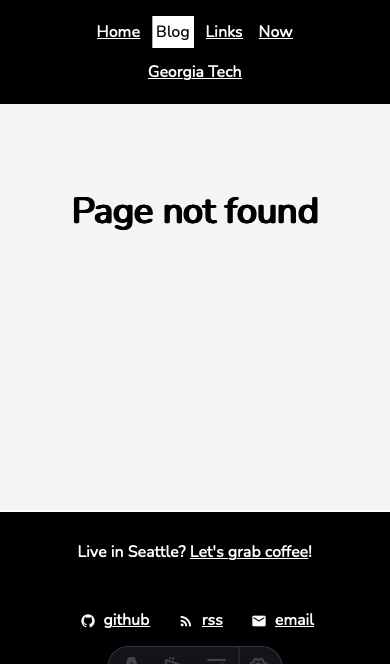 Home Blog Links Now
Georgia Tech
Page not found
Live in Seattle? Let's grab coffee!
github rss email